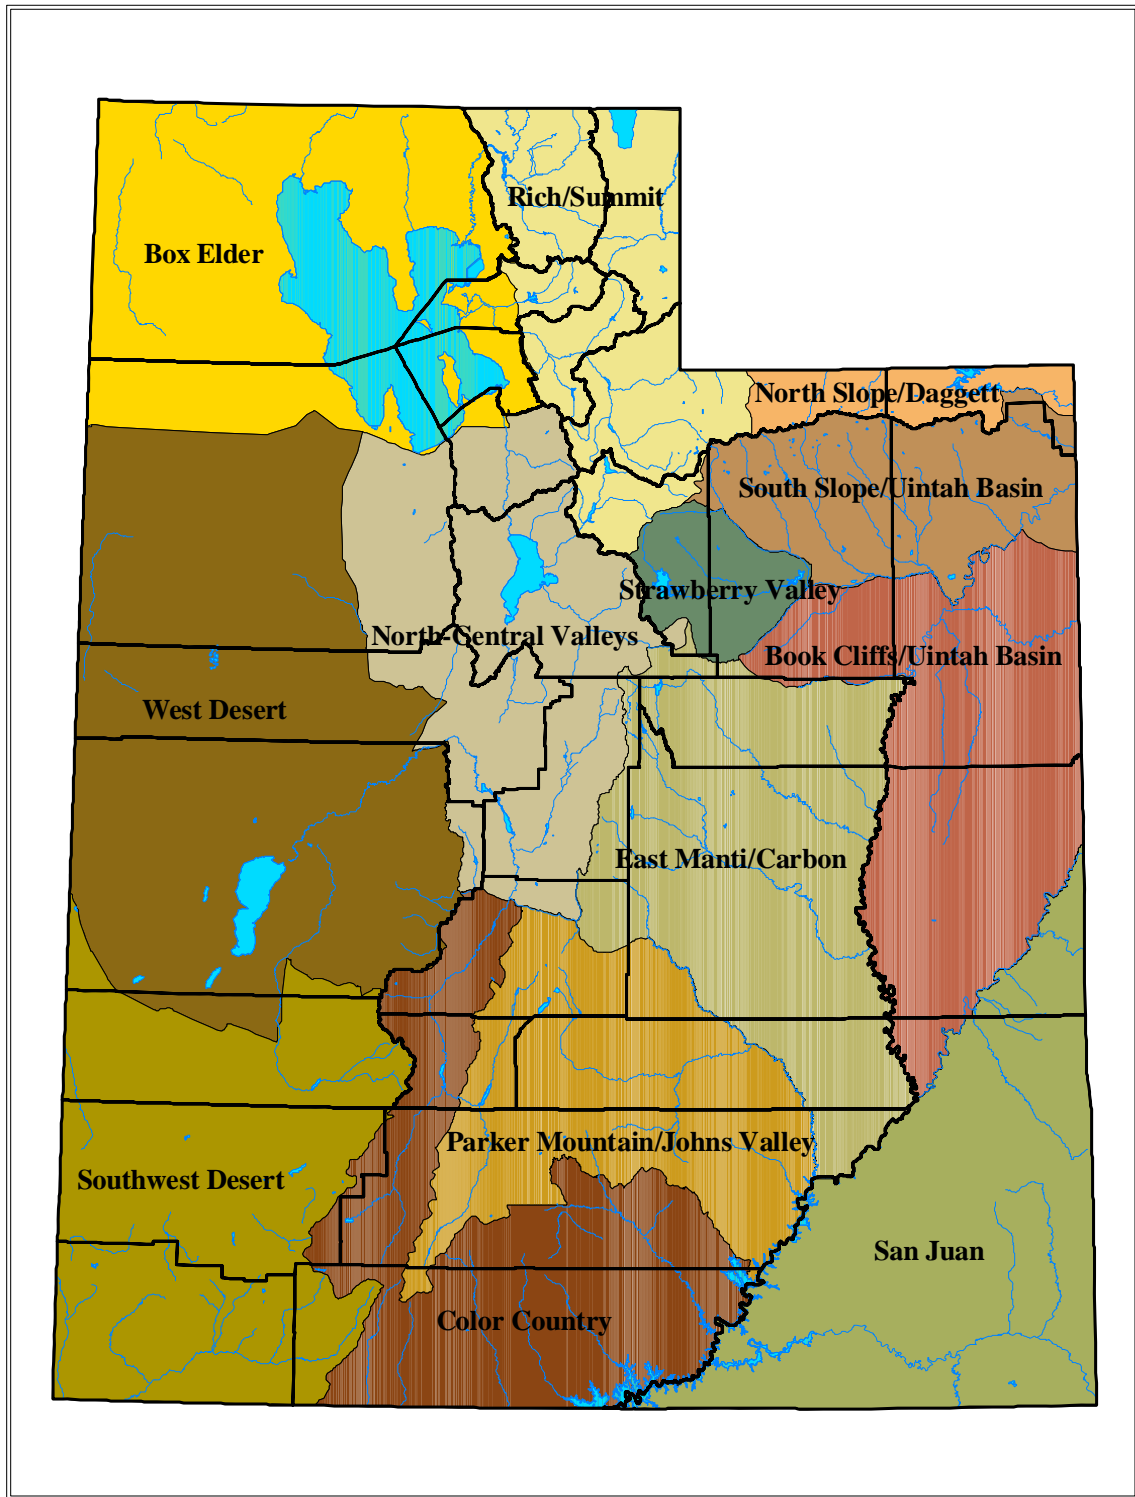 Rich/Summit
Box Elder
North Slope/Daggett
South Slope/Uintah Basin
Strawberry Valley
North-Central Valleys
Book Cliffs/Uintah Basin
West Desert
East Manti/Carbon
Parker Mountain/Johns Valley
Southwest Desert
San Juan
Color Country